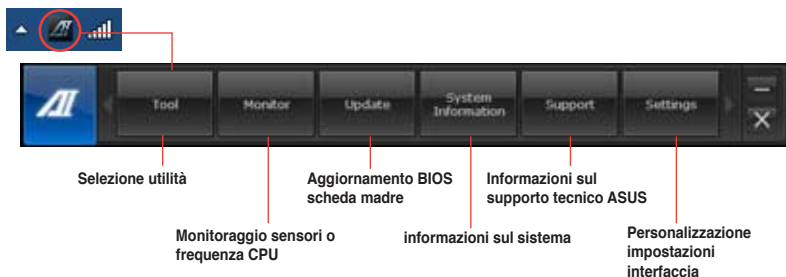 AI
Tool
Monitor
Update
System
Information
Support
Settings
Selezione utilità
Aggiornamento BIOS
scheda madre
Informazioni sul
supporto tecnico ASUS
Monitoraggio sensori o
frequenza CPU
informazioni sul sistema
Personalizzazione
impostazioni
interfaccia